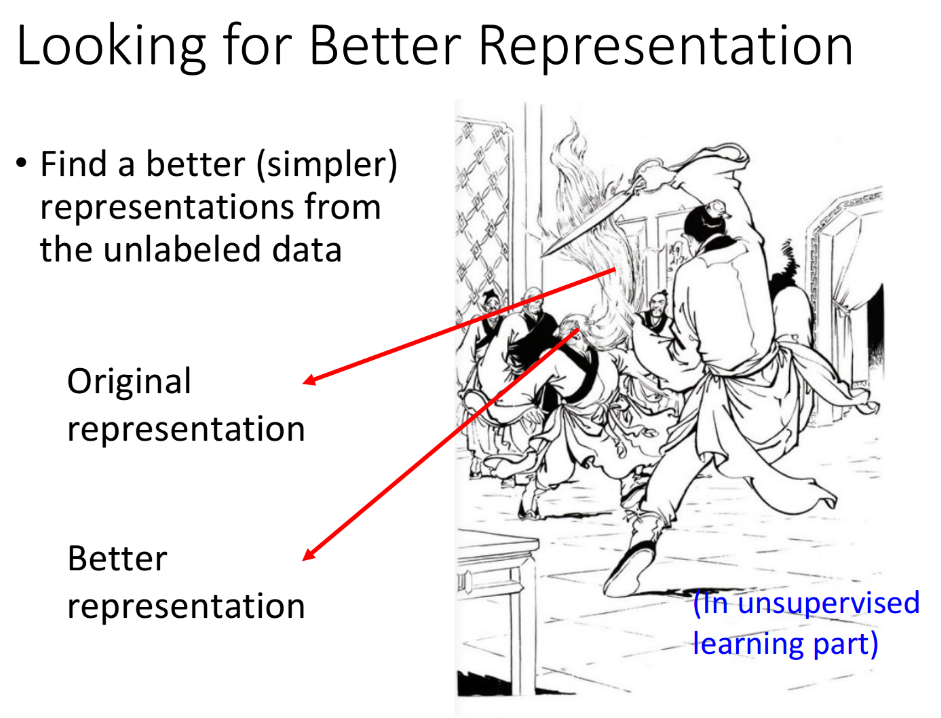 Looking for Better Representation
• Find a better (simpler)
representations from
the unlabeled data
Original
representation
Better
representation
(In unsupervised
learning part)